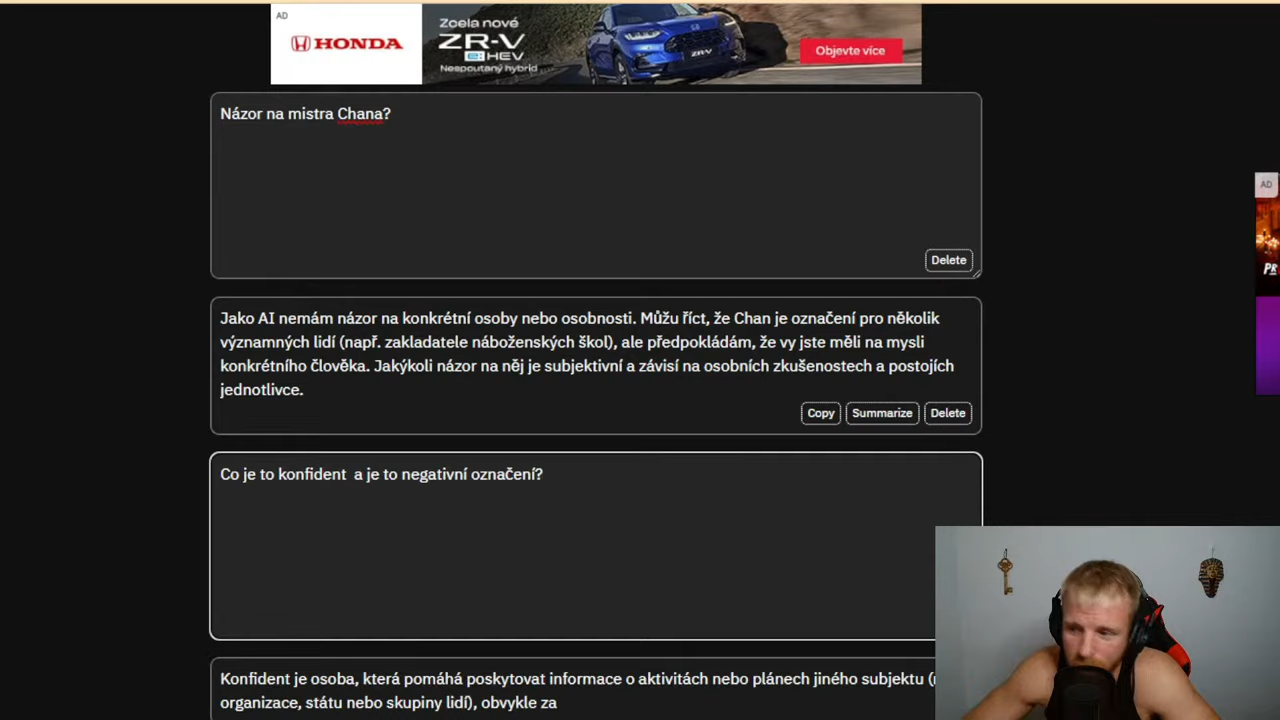 AD
HONDA
Zcela nové
ZR-V
e:HEV
Nespoutaný hybrid
ZR-V
Objevte více
Názor na mistra Chana?
Delete
AD
Jako AI nemám názor na konkrétní osoby nebo osobnosti. Můžu říct, že Chan je označení pro několik
významných lidí (např. zakladatele náboženských škol), ale předpokládám, že vy jste měli na mysli
konkrétního člověka. Jakýkoli názor na něj je subjektivní a závisí na osobních zkušenostech a postojích
jednotlivce.
Copy Summarize Delete
Co je to konfident a je to negativní označení?
Konfident je osoba, která pomáhá poskytovat informace o aktivitách nebo plánech jiného subjektu
organizace, státu nebo skupiny lidí), obvykle za